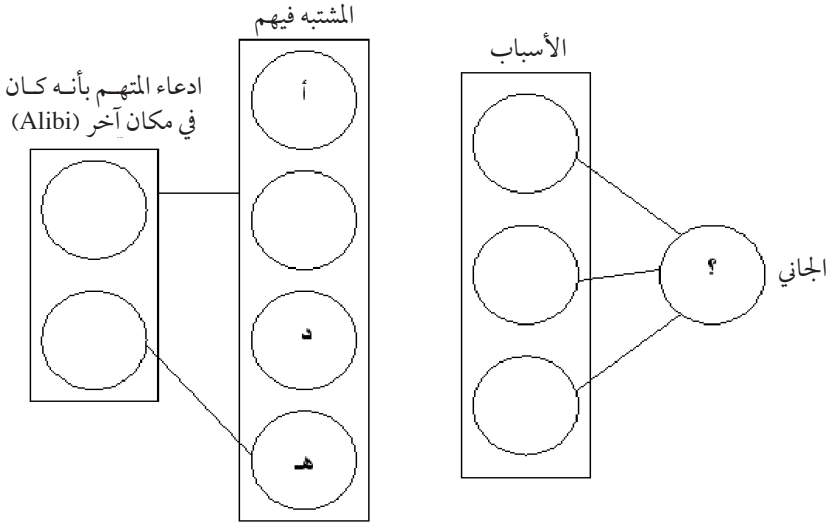 المشتبه فيهم
الأسباب
ادعاء المتهم بأنه كان
في مكان آخر (Alibi)
أ
؟
الجاني
د
هـ